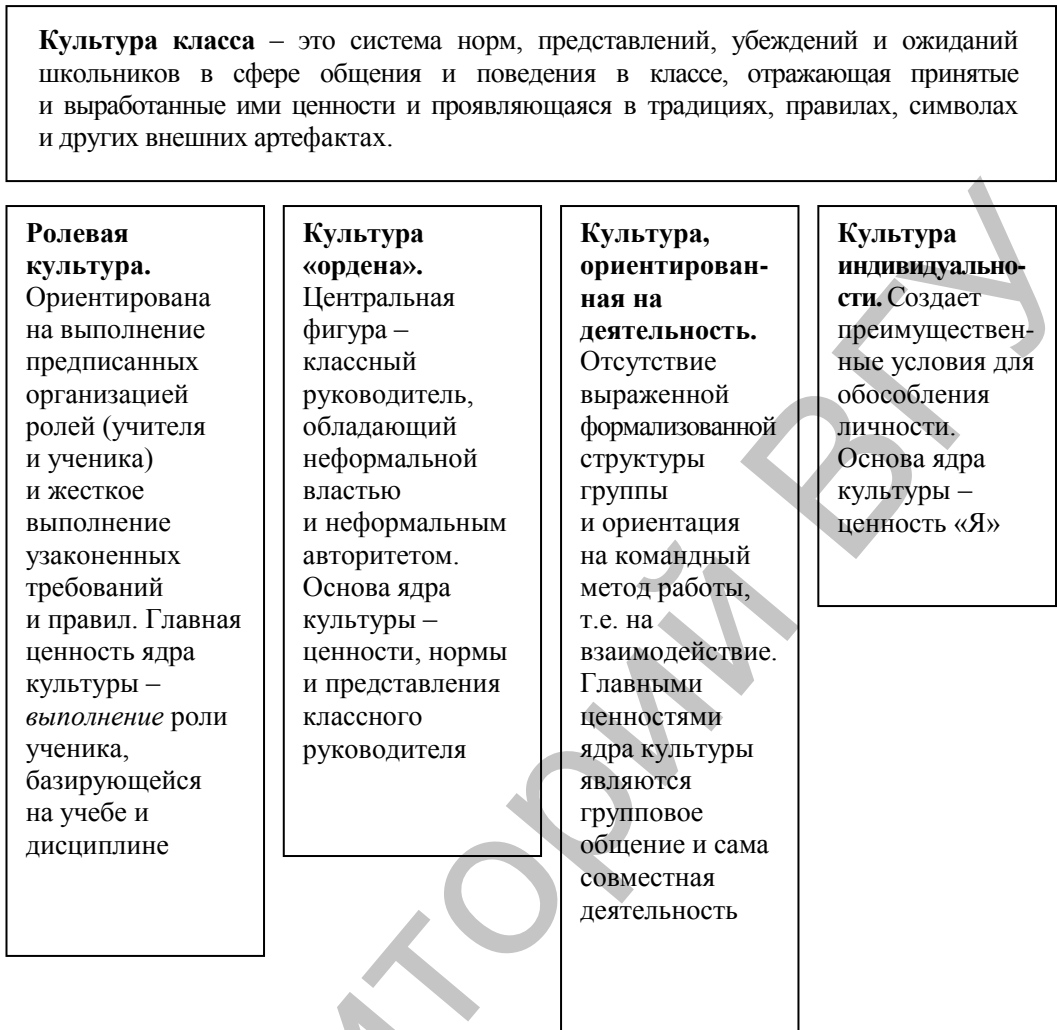 Культура класса – это система норм, представлений, убеждений и ожиданий
школьников в сфере общения и поведения в классе, отражающая принятые
и выработанные ими ценности и проявляющаяся в традициях, правилах, символах
и других внешних артефактах.
Ролевая
культура.
Ориентирована
на выполнение
предписанных
организацией
ролей (учителя
и ученика)
и жесткое
выполнение
узаконенных
требований
и правил. Главная
ценность ядра
культуры –
выполнение роли
ученика,
базирующейся
на учебе и
дисциплине
Культура
«ордена».
Центральная
фигура –
классный
руководитель,
обладающий
неформальной
властью
и неформальным
авторитетом.
Основа ядра
культуры –
ценности, нормы
и представления
классного
руководителя
Культура,
ориентирован-
ная на
деятельность.
Отсутствие
выраженной
формализованной
структуры
группы
и ориентация
на командный
метод работы,
т.е. на
взаимодействие.
Главными
ценностями
ядра культуры
являются
групповое
общение и сама
совместная
деятельность
Культура
индивидуально-
сти. Создает
преимуществен-
ные условия для
обособления
личности.
Основа ядра
культуры –
ценность «Я»
иторий ВГУ